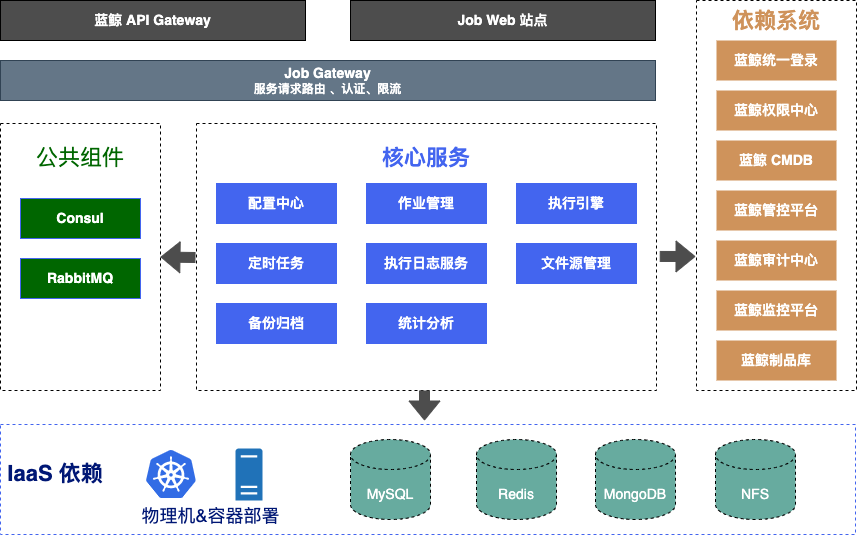 蓝鲸 API Gateway
Job Web 站点
Job Gateway
服务请求路由 、认证、限流
公共组件
Consul
RabbitMQ
核心服务
配置中心
作业管理
执行引擎
定时任务
执行日志服务
文件源管理
备份归档
统计分析
依赖系统
蓝鲸统一登录
蓝鲸权限中心
蓝鲸 CMDB
蓝鲸管控平台
蓝鲸审计中心
蓝鲸监控平台
蓝鲸制品库
IaaS 依赖
物理机&容器部署
MySQL
Redis
MongoDB
NFS